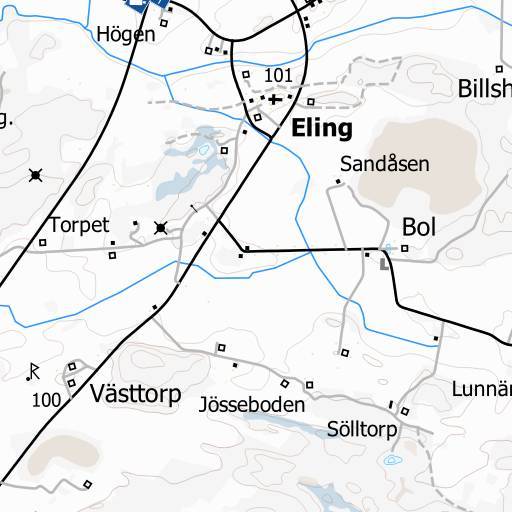 Högen
101
Billsh
Eling
g.
Sandåsen
Torpet
Bol
Västtorp
100
Lunnär
Jösseboden
Sölltorp